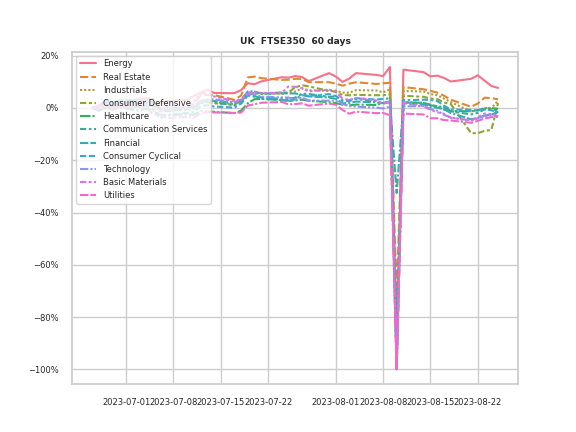 UK FTSE350 60 days
20%
0%
−20%
−40%
−60%
−80%
−100%
Energy
Real Estate
Industrials
Consumer Defensive
Healthcare
Communication Services
Financial
Consumer Cyclical
Technology
Basic Materials
Utilities
2023-07-01 2023-07-08 2023-07-15 2023-07-22 2023-08-01 2023-08-08 2023-08-15 2023-08-22